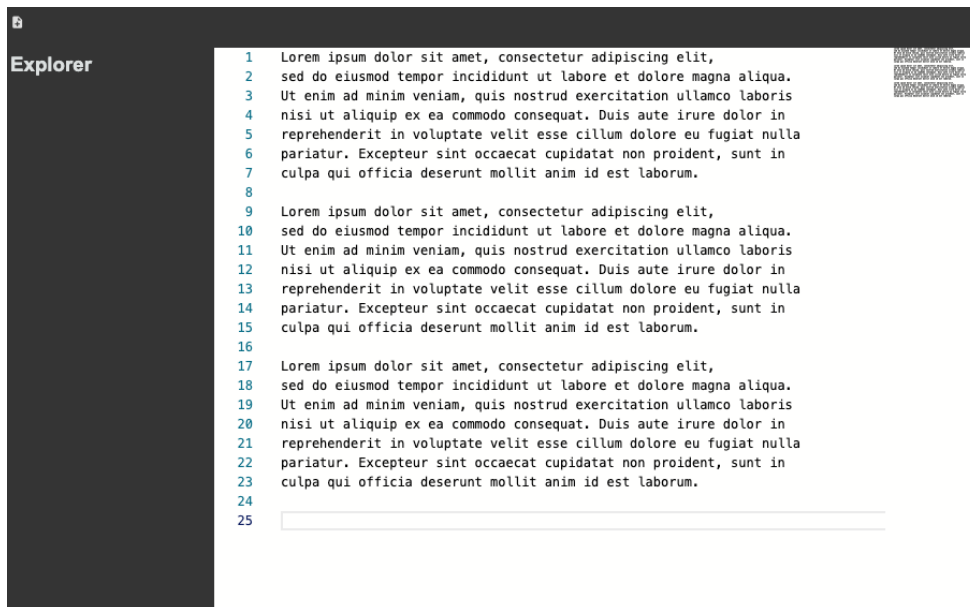 Explorer
1 Lorem ipsum dolor sit amet, consectetur adipiscing elit,
2 sed do eiusmod tempor incididunt ut labore et dolore magna aliqua.
3 Ut enim ad minim veniam, quis nostrud exercitation ullamco laboris
4 nisi ut aliquip ex ea commodo consequat. Duis aute irure dolor in
5 reprehenderit in voluptate velit esse cillum dolore eu fugiat nulla
6 pariatur. Excepteur sint occaecat cupidatat non proident, sunt in
7 culpa qui officia deserunt mollit anim id est laborum.
8
9 Lorem ipsum dolor sit amet, consectetur adipiscing elit,
10 sed do eiusmod tempor incididunt ut labore et dolore magna aliqua.
11 Ut enim ad minim veniam, quis nostrud exercitation ullamco laboris
12 nisi ut aliquip ex ea commodo consequat. Duis aute irure dolor in
13 reprehenderit in voluptate velit esse cillum dolore eu fugiat nulla
14 pariatur. Excepteur sint occaecat cupidatat non proident, sunt in
15 culpa qui officia deserunt mollit anim id est laborum.
16
17 Lorem ipsum dolor sit amet, consectetur adipiscing elit,
18 sed do eiusmod tempor incididunt ut labore et dolore magna aliqua.
19 Ut enim ad minim veniam, quis nostrud exercitation ullamco laboris
20 nisi ut aliquip ex ea commodo consequat. Duis aute irure dolor in
21 reprehenderit in voluptate velit esse cillum dolore eu fugiat nulla
22 pariatur. Excepteur sint occaecat cupidatat non proident, sunt in
23 culpa qui officia deserunt mollit anim id est laborum.
24
25